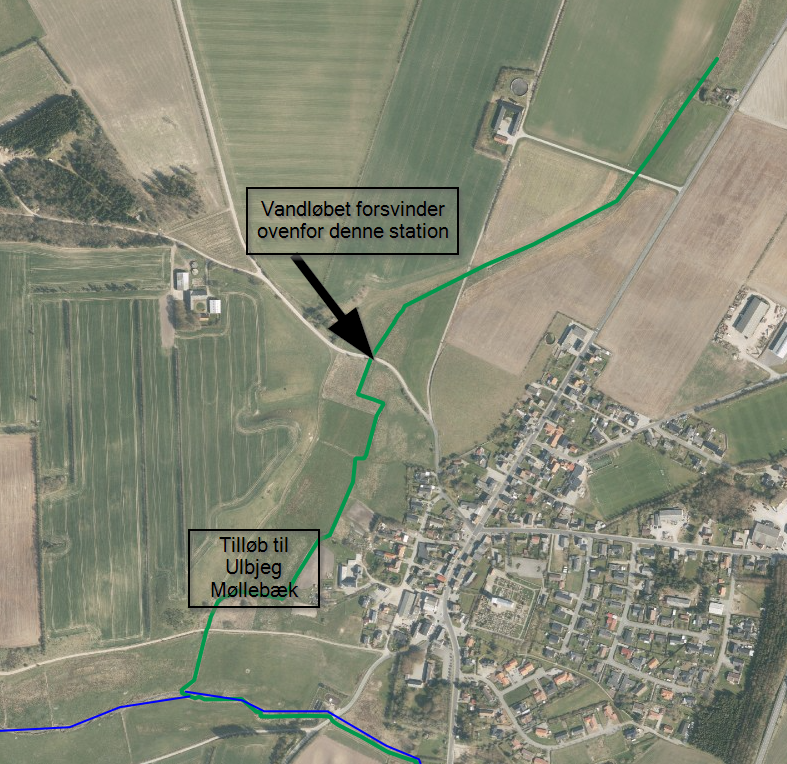 Vandløbet forsvinder
ovenfor denne station
Tilløb til
Ulbjeg
Møllebæk